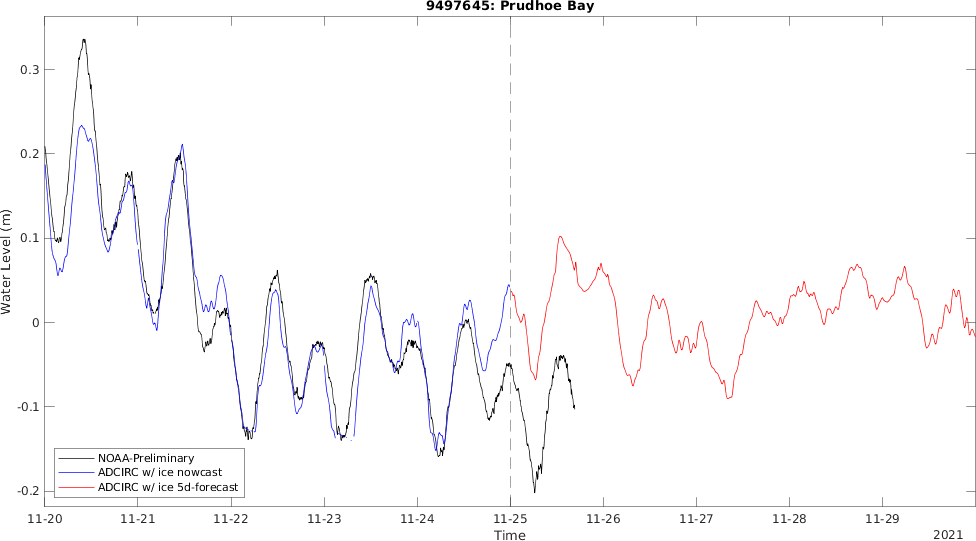 9497645: Prudhoe Bay
Water Level (m)
0.3
0.2
0.1
0
-0.1
-0.2
NOAA-Preliminary
ADCIRC w/ ice nowcast
ADCIRC w/ ice 5d-forecast
11-20 11-21 11-22 11-23 11-24 11-25 11-26 11-27 11-28 11-29
Time
2021